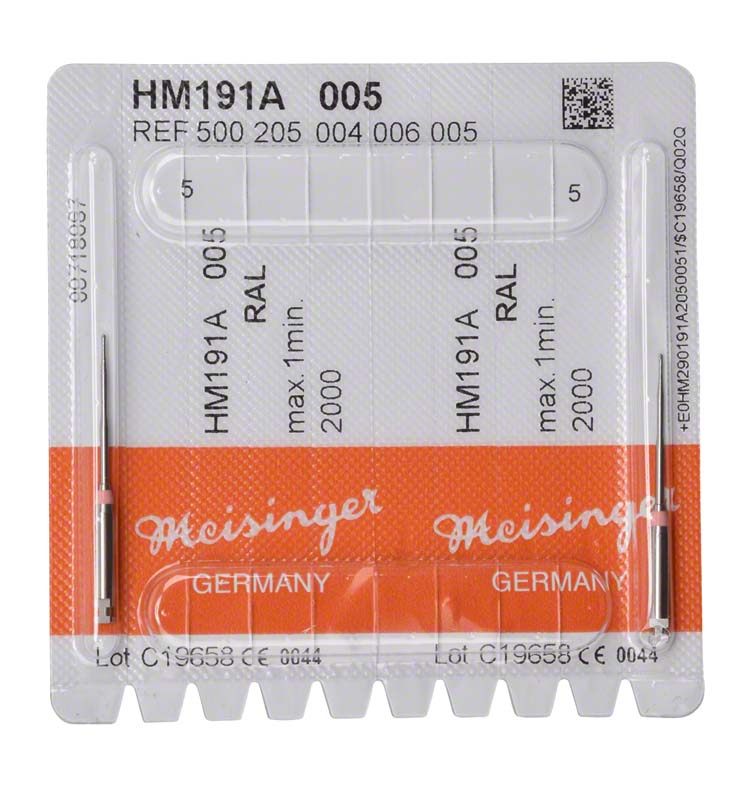 HM191A 005
REF 500 205 004 006 005
5
5
00718067
HM191A 005
RAL
max.1min.
2000
HM191A 005
RAL
max.1min.
2000
+E0HM290191A2050051/$C19658/Q02Q
Meisinger
GERMANY
Meisinger
GERMANY
Lot C19658 CE 0044
Lot C19658 CE 0044